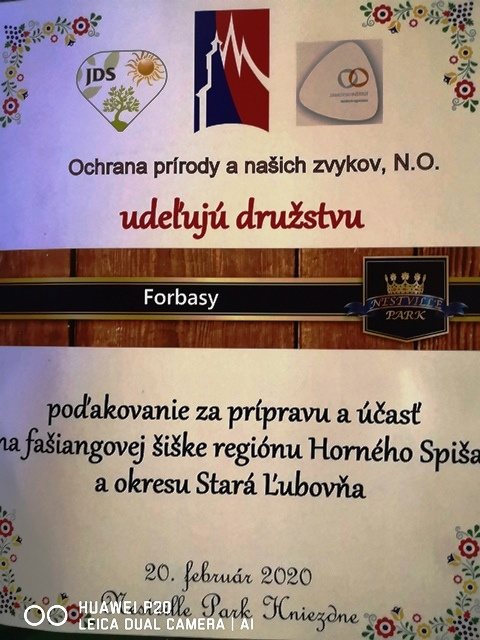 JDS
Ochrana prírody a našich zvykov, N.O.
udeľujú družstvu
Forbasy
NESTVILLE
PARK
poďakovanie za prípravu a účasť
na fašiangovej šiške regiónu Horného Spiša
a okresu Stará Ľubovňa
20. február 2020
Nestville Park Hniezdne
HUAWEI P20
LEICA DUAL CAMERA | AI